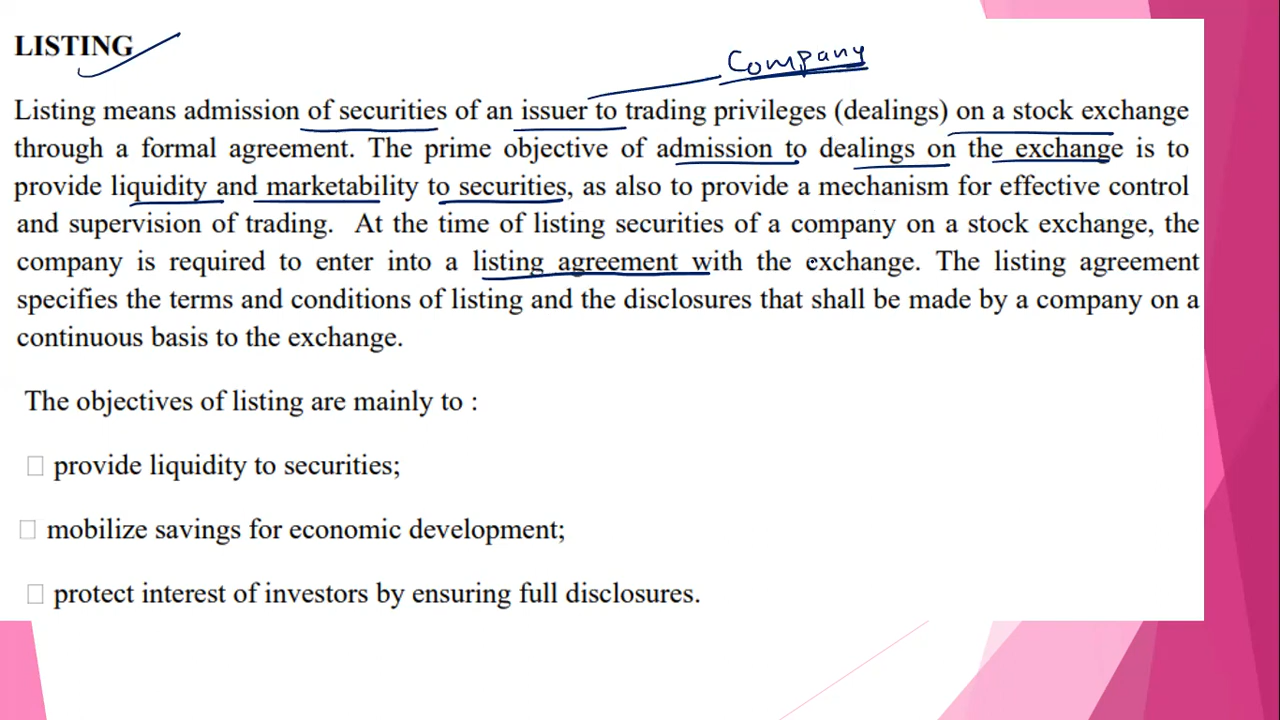 LISTING
Company
Listing means admission of securities of an issuer to trading privileges (dealings) on a stock exchange
through a formal agreement. The prime objective of admission to dealings on the exchange is to
provide liquidity and marketability to securities, as also to provide a mechanism for effective control
and supervision of trading. At the time of listing securities of a company on a stock exchange, the
company is required to enter into a listing agreement with the exchange. The listing agreement
specifies the terms and conditions of listing and the disclosures that shall be made by a company on a
continuous basis to the exchange.
The objectives of listing are mainly to :
provide liquidity to securities;
mobilize savings for economic development;
protect interest of investors by ensuring full disclosures.